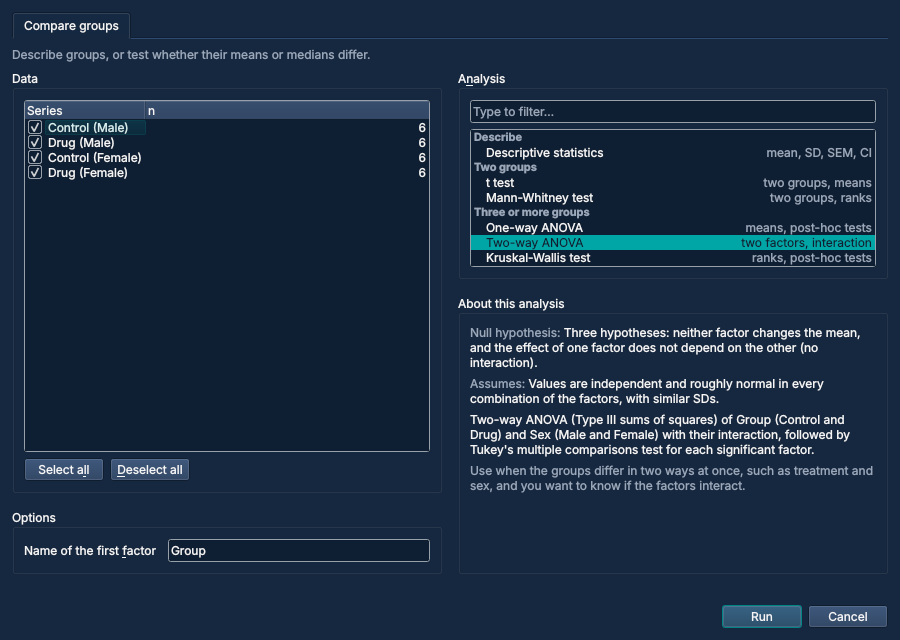 Compare groups
Describe groups, or test whether their means or medians differ.
Data
Series n
Control (Male) 6
Drug (Male) 6
Control (Female) 6
Drug (Female) 6
Select all Deselect all
Options
Name of the first factor Group
Analysis
Type to filter...
Describe
Descriptive statistics mean, SD, SEM, CI
Two groups
t test two groups, means
Mann-Whitney test two groups, ranks
Three or more groups
One-way ANOVA means, post-hoc tests
Two-way ANOVA two factors, interaction
Kruskal-Wallis test ranks, post-hoc tests
About this analysis
Null hypothesis: Three hypotheses: neither factor changes the mean,
and the effect of one factor does not depend on the other (no
interaction).
Assumes: Values are independent and roughly normal in every
combination of the factors, with similar SDs.
Two-way ANOVA (Type III sums of squares) of Group (Control and
Drug) and Sex (Male and Female) with their interaction, followed by
Tukey's multiple comparisons test for each significant factor.
Use when the groups differ in two ways at once, such as treatment and
sex, and you want to know if the factors interact.
Run Cancel